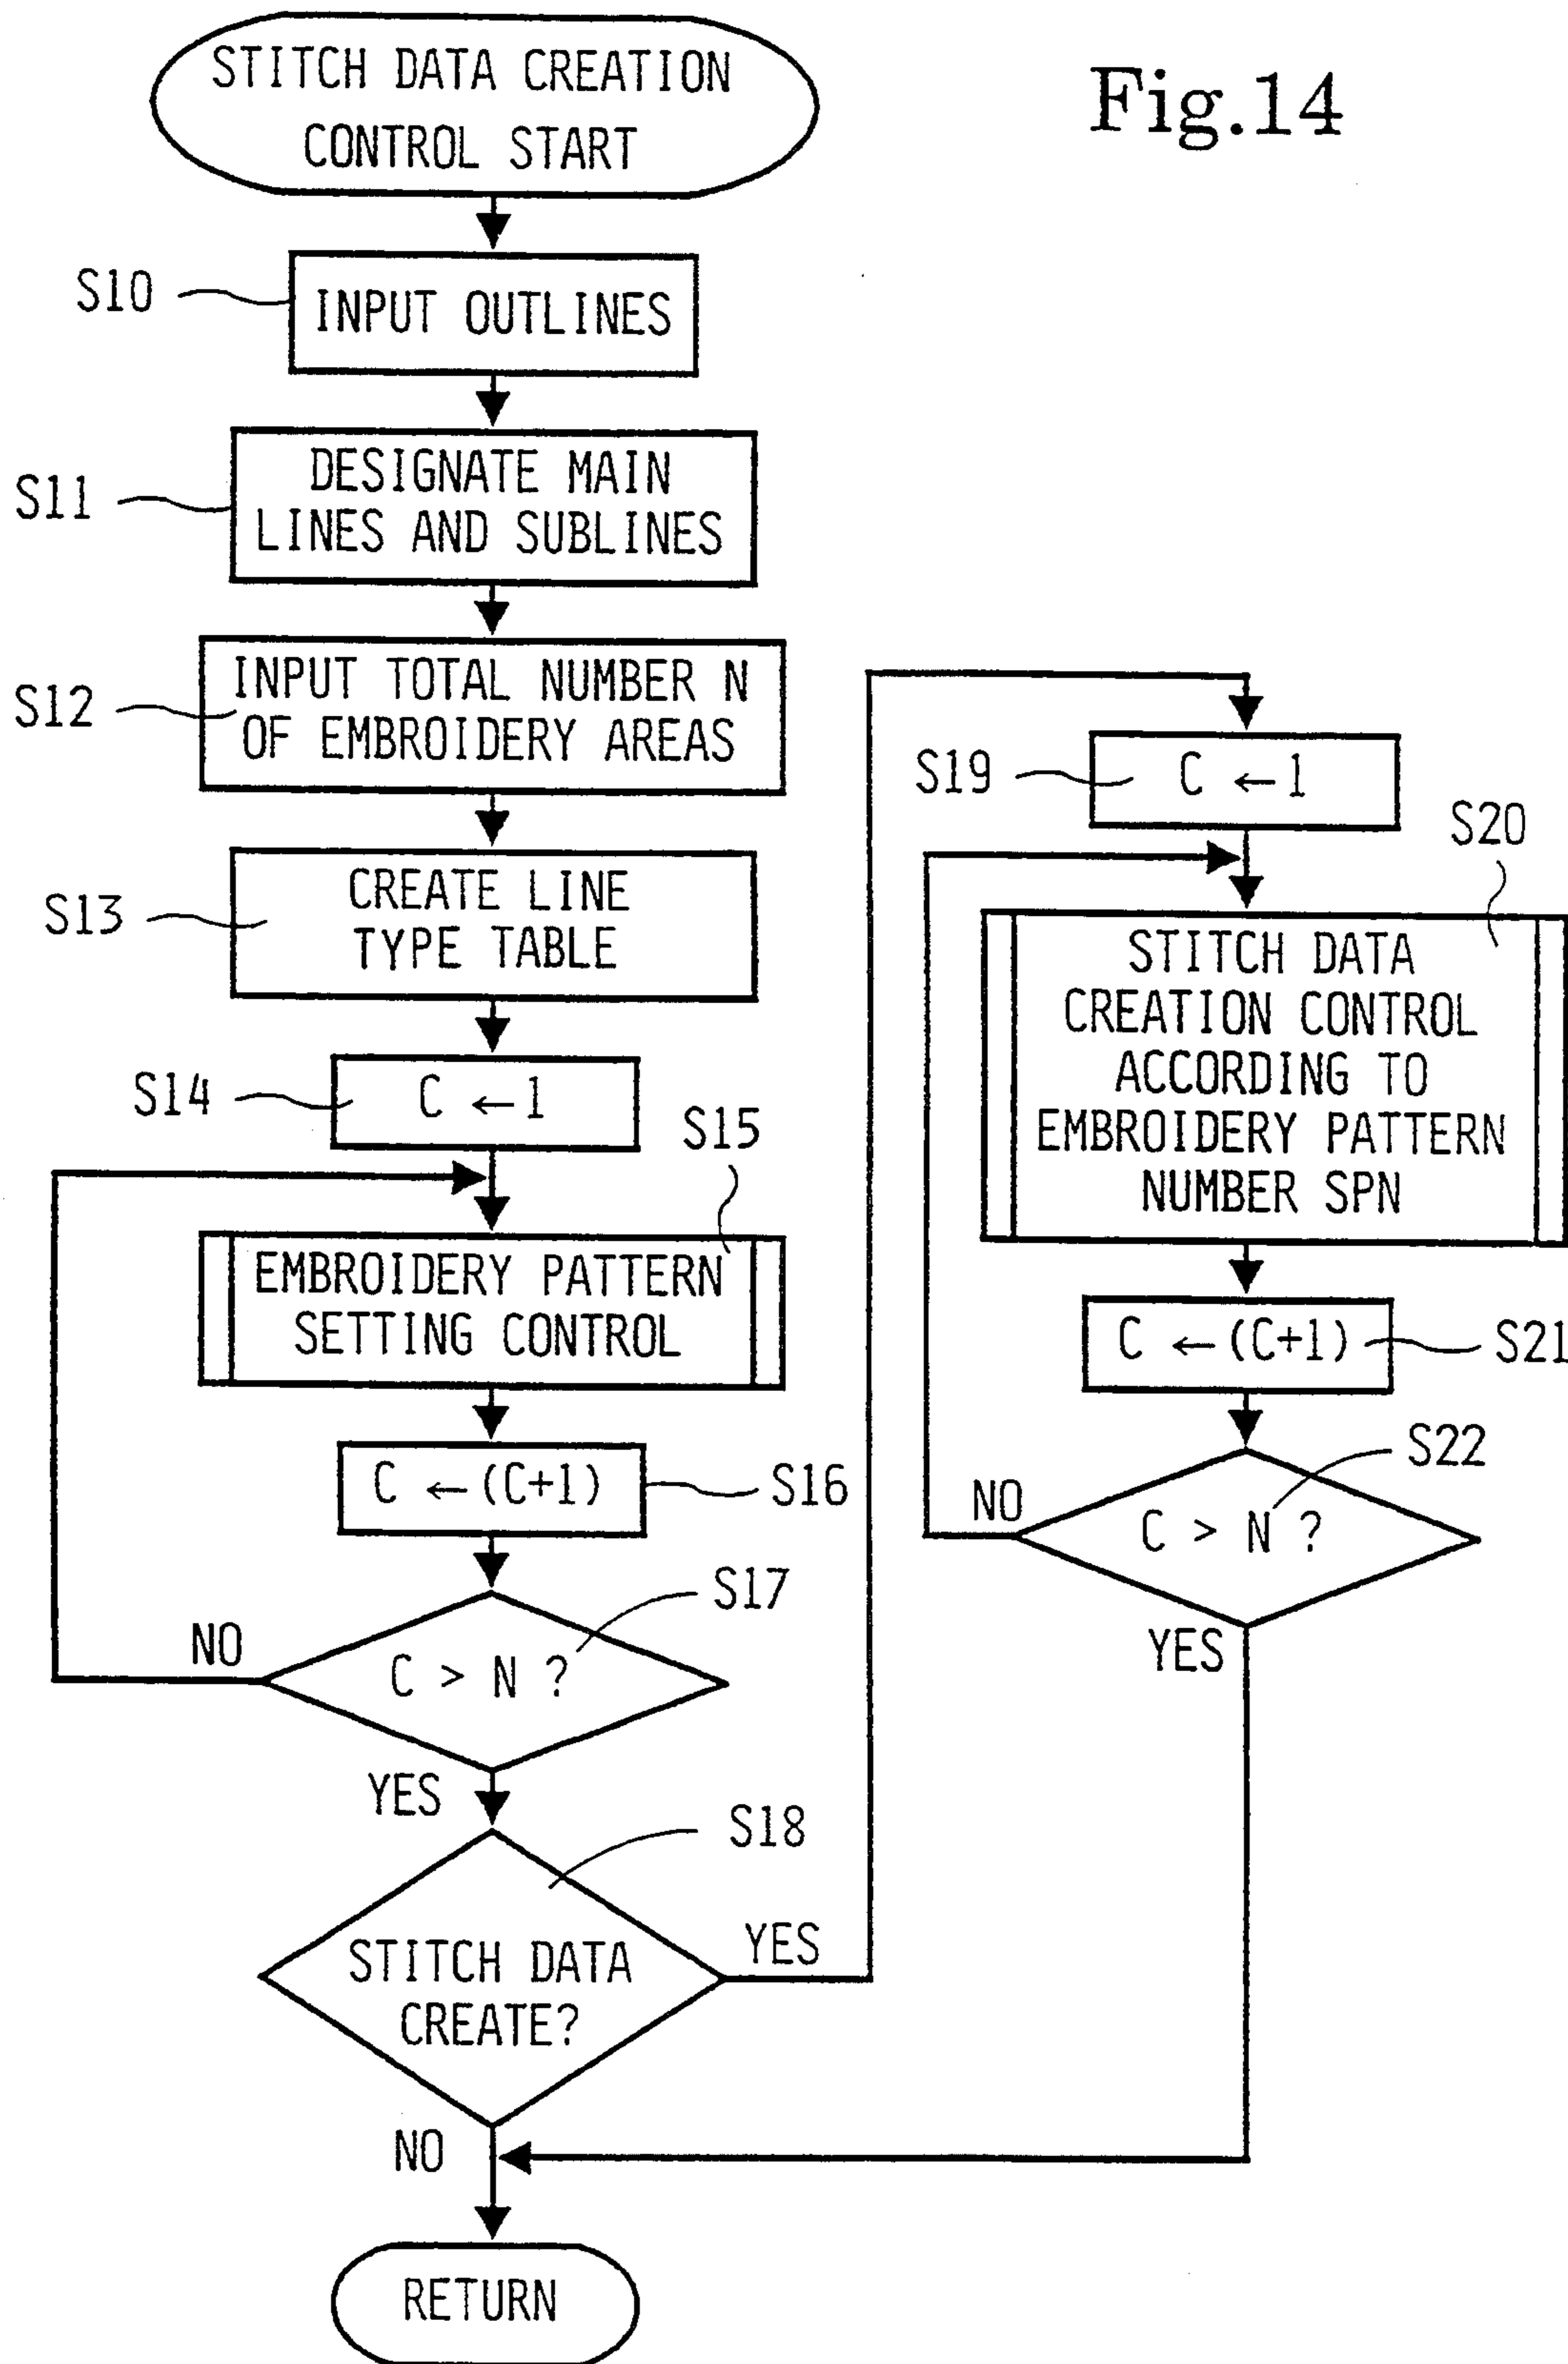 Fig.14
STITCH DATA CREATION
CONTROL START
S10
INPUT OUTLINES
S11
DESIGNATE MAIN
LINES AND SUBLINES
S12
INPUT TOTAL NUMBER N
OF EMBROIDERY AREAS
S13
CREATE LINE
TYPE TABLE
S14
C ← 1
S15
EMBROIDERY PATTERN
SETTING CONTROL
C ← (C+1)
S16
S17
C > N ?
NO
YES
S18
STITCH DATA
CREATE?
YES
NO
RETURN
S19
C ← 1
S20
STITCH DATA
CREATION CONTROL
ACCORDING TO
EMBROIDERY PATTERN
NUMBER SPN
C ← (C+1)
S21
S22
C > N ?
NO
YES